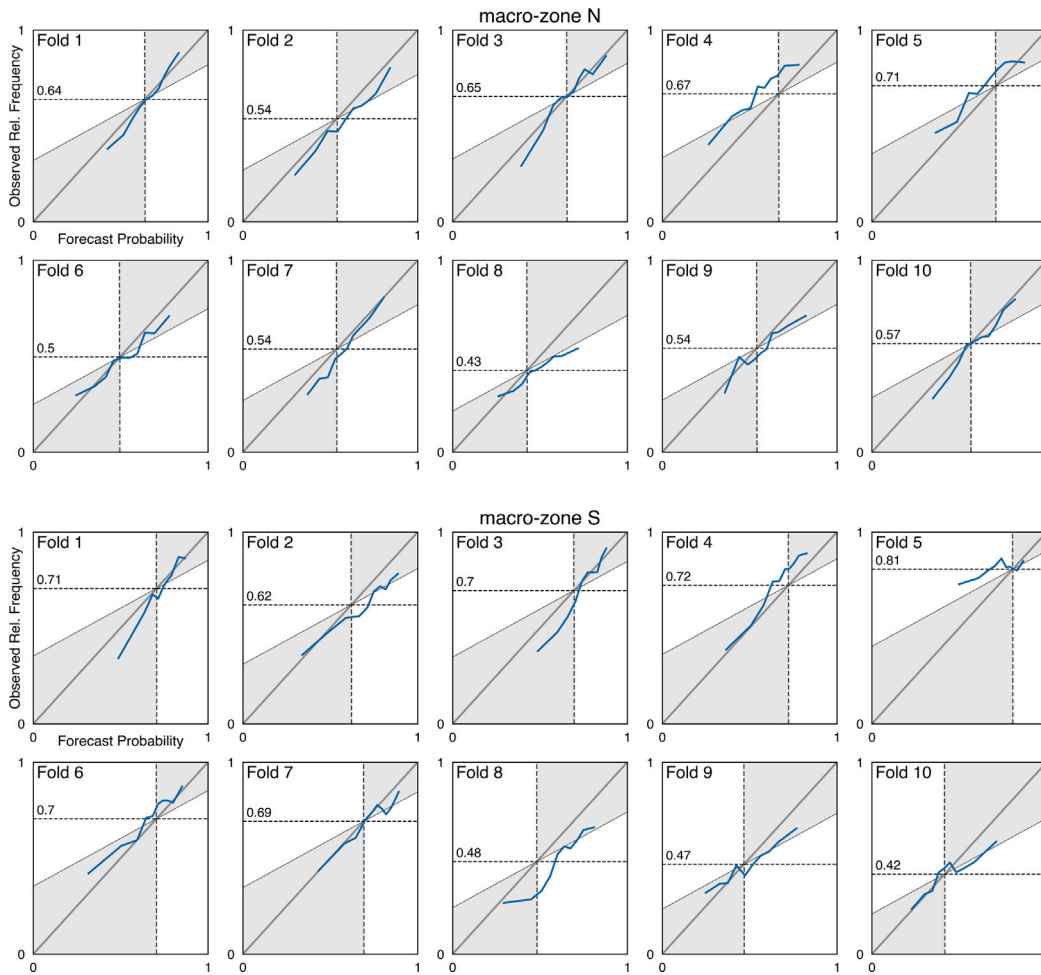 macro-zone N
1 Fold 1 1 Fold 2 1 Fold 3 1 Fold 4 1 Fold 5
Observed Rel. Frequency
0.64 0.54 0.65 0.67 0.71
0 0 0 0 0
0 Forecast Probability 1 0 1 0 1 0 1 0 1
1 Fold 6 1 Fold 7 1 Fold 8 1 Fold 9 1 Fold 10
0.5 0.54 0.43 0.54 0.57
0 0 0 0 0
0 1 0 1 0 1 0 1 0 1
macro-zone S
1 Fold 1 1 Fold 2 1 Fold 3 1 Fold 4 1 Fold 5
Observed Rel. Frequency
0.71 0.62 0.7 0.72 0.81
0 0 0 0 0
0 Forecast Probability 1 0 1 0 1 0 1 0 1
1 Fold 6 1 Fold 7 1 Fold 8 1 Fold 9 1 Fold 10
0.7 0.69 0.48 0.47 0.42
0 0 0 0 0
0 1 0 1 0 1 0 1 0 1